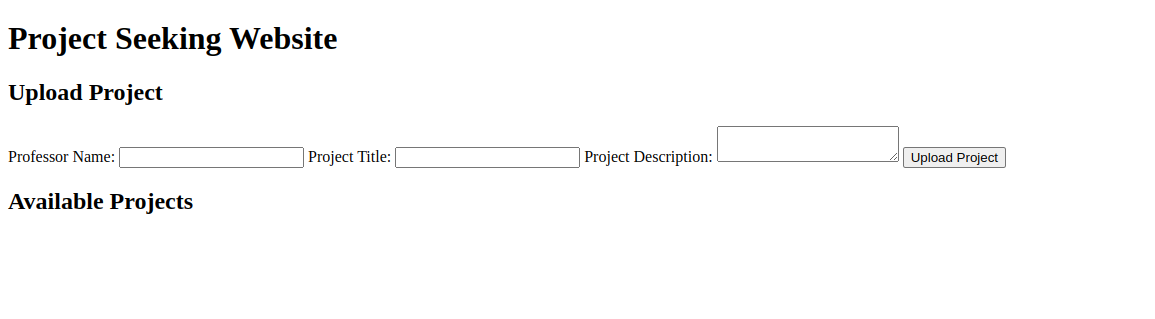 Project Seeking Website
Upload Project
Professor Name: Project Title: Project Description: Upload Project
Available Projects